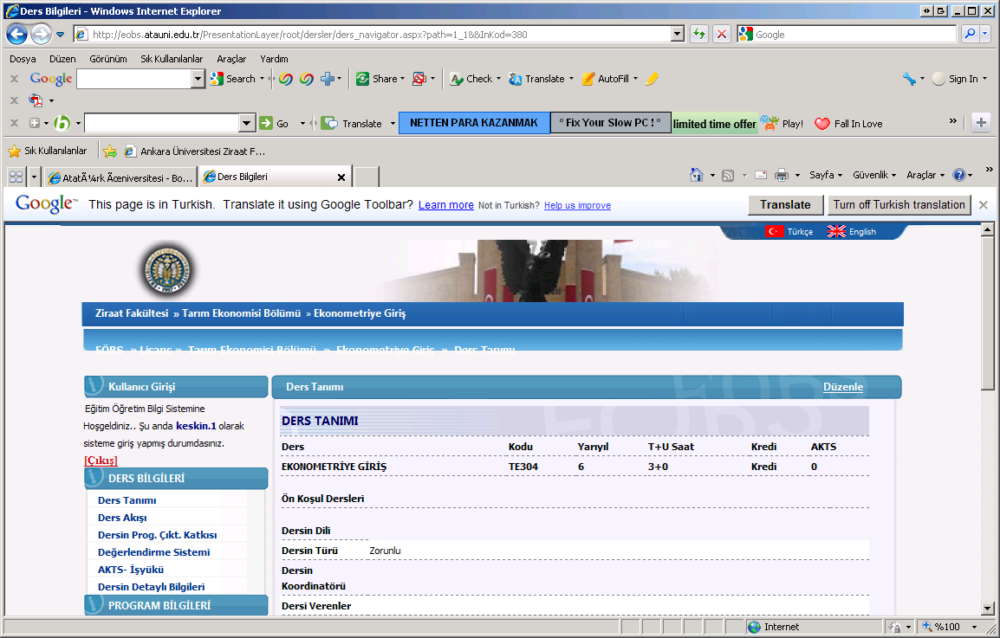 Ders Bilgileri - Windows Internet Explorer
http://eobs.atauni.edu.tr/PresentationLayer/root/dersler/ders_navigator.aspx?path=1_1&&InKod=380
Google
Dosya Düzen Görünüm Sık Kullanılanlar Araçlar Yardım
Google Search Share Check Translate AutoFill Sign In
Go Translate NETTEN PARA KAZANMAK ° Fix Your Slow PC ! ° limited time offer Play! Fall In Love
Sık Kullanılanlar Ankara Üniversitesi Ziraat F...
AtatÃ¼rk Ãœniversitesi - Bo... Ders Bilgileri Sayfa Güvenlik Araçlar
Google™ This page is in Turkish. Translate it using Google Toolbar? Learn more Not in Turkish? Help us improve Translate Turn off Turkish translation
Türkçe English
Ziraat Fakültesi » Tarım Ekonomisi Bölümü » Ekonometriye Giriş
EÖBS » Lisans » Tarım Ekonomisi Bölümü » Ekonometriye Giriş » Ders Tanımı
Kullanıcı Girişi
Eğitim Öğretim Bilgi Sistemine
Hoşgeldiniz.. Şu anda keskin.1 olarak
sisteme giriş yapmış durumdasınız.
[Çıkış]
DERS BİLGİLERİ
Ders Tanımı
Ders Akışı
Dersin Prog. Çıkt. Katkısı
Değerlendirme Sistemi
AKTS- İşyükü
Dersin Detaylı Bilgileri
PROGRAM BİLGİLERİ
Ders Tanımı Düzenle
EOBS
EOBS
DERS TANIMI
Ders Kodu Yarıyıl T+U Saat Kredi AKTS
EKONOMETRİYE GİRİŞ TE304 6 3+0 Kredi 0
Ön Koşul Dersleri
Dersin Dili
Dersin Türü Zorunlu
Dersin
Koordinatörü
Dersi Verenler
Internet %100